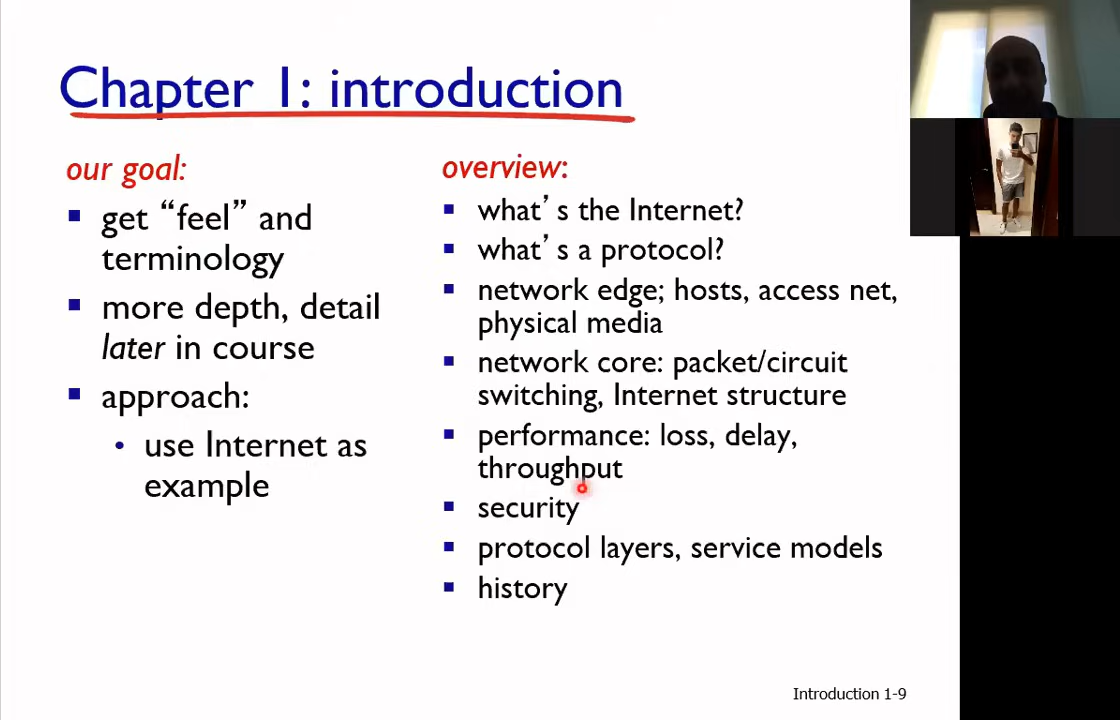 Chapter 1: introduction
our goal:
▪ get “feel” and
terminology
▪ more depth, detail
later in course
▪ approach:
• use Internet as
example
overview:
▪ what’s the Internet?
▪ what’s a protocol?
▪ network edge; hosts, access net,
physical media
▪ network core: packet/circuit
switching, Internet structure
▪ performance: loss, delay,
throughput
▪ security
▪ protocol layers, service models
▪ history
Introduction 1-9